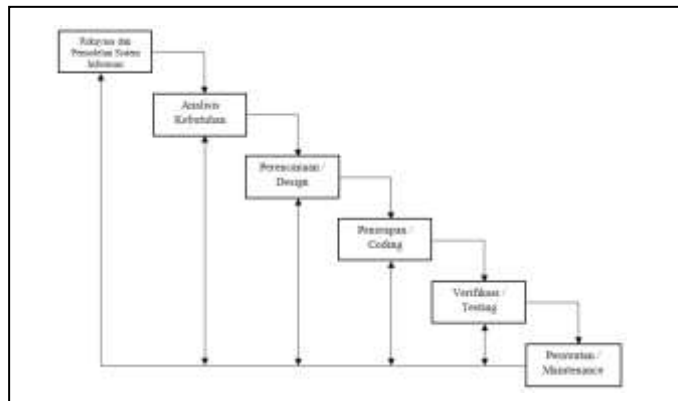 Rekayasa dan
Pemodelan Sistem
Informasi
Analisis
Kebutuhan
Perencanaan /
Design
Penerapan /
Coding
Verifikasi /
Testing
Perawatan /
Maintenance